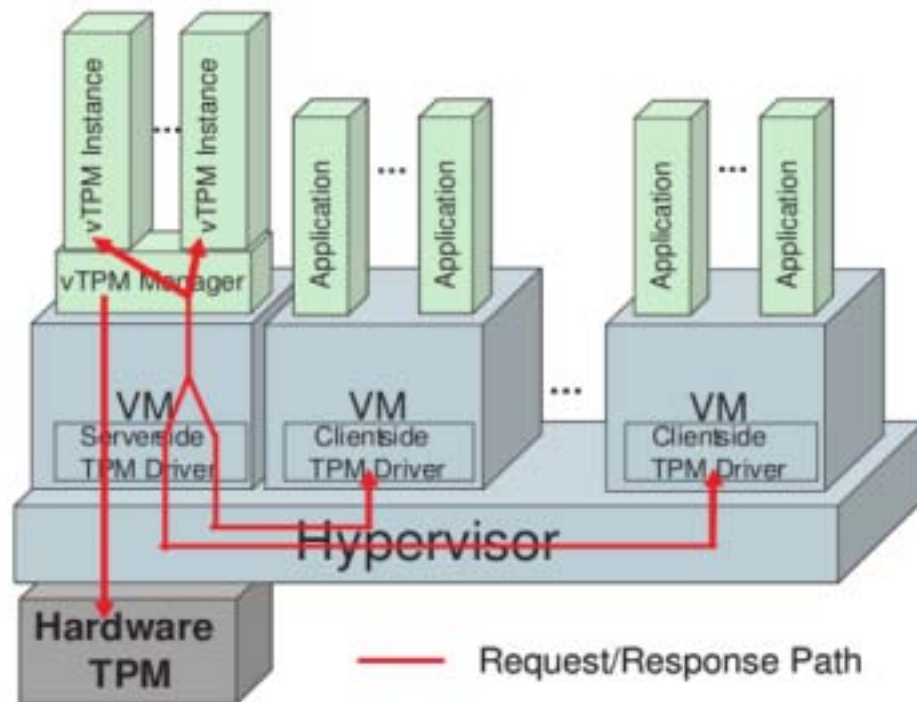 vTPM Instance
...
vTPM Instance
Application
...
Application
Application
...
Application
vTPM Manager
VM
Serverside
TPM Driver
VM
Clientside
TPM Driver
...
VM
Clientside
TPM Driver
Hypervisor
Hardware
TPM
Request/Response Path